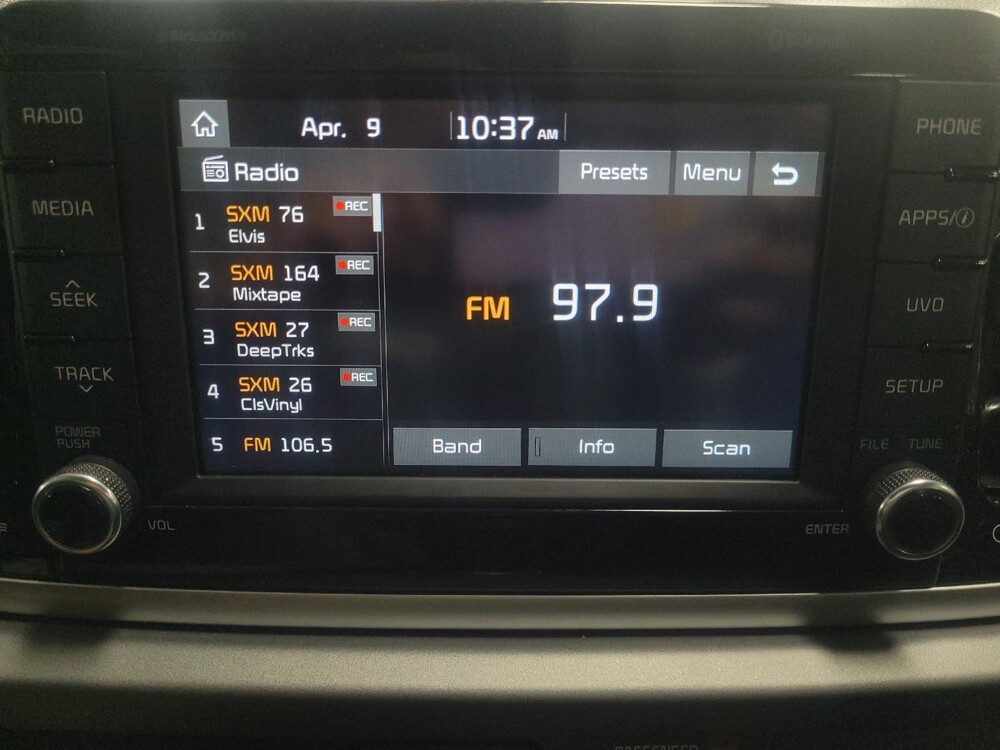 RADIO
MEDIA
SEEK
TRACK
POWER
PUSH
VOL
Apr. 9 10:37 AM
Radio Presets Menu
1 SXM 76 REC
Elvis
2 SXM 164 REC
Mixtape
3 SXM 27 REC
DeepTrks
4 SXM 26 REC
ClsVinyl
5 FM 106.5
FM 97.9
Band Info Scan
PHONE
APPS/i
UVO
SETUP
FILE TUNE
ENTER
PASSENGER